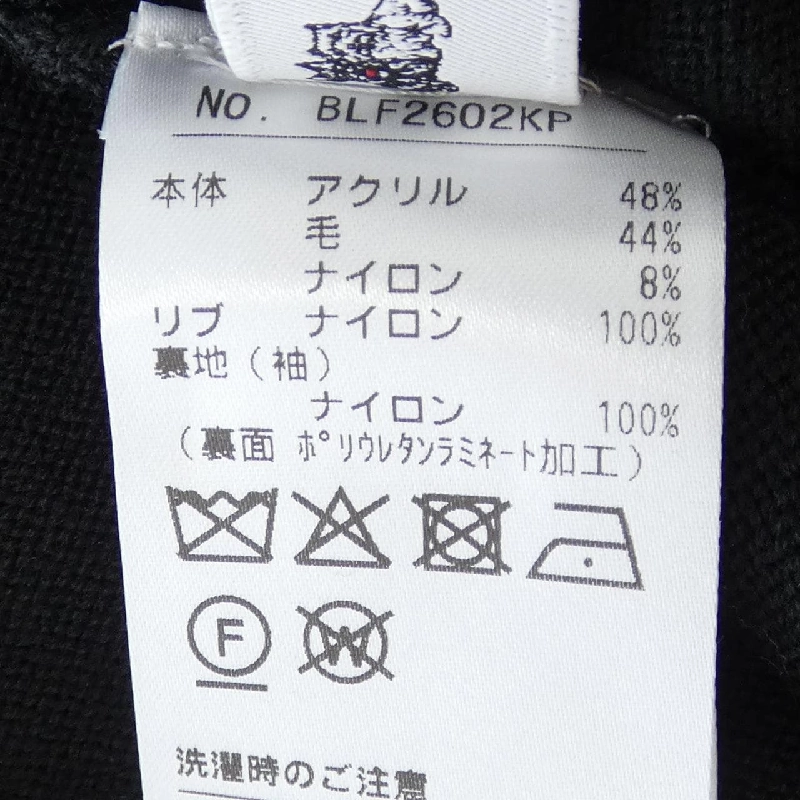 NO. BLF2602KP
本体 アクリル 48%
毛 44%
ナイロン 8%
リブ ナイロン 100%
裏地(袖)
ナイロン 100%
(裏面 ポリウレタンラミネート加工)
F
W
洗濯時のご注意